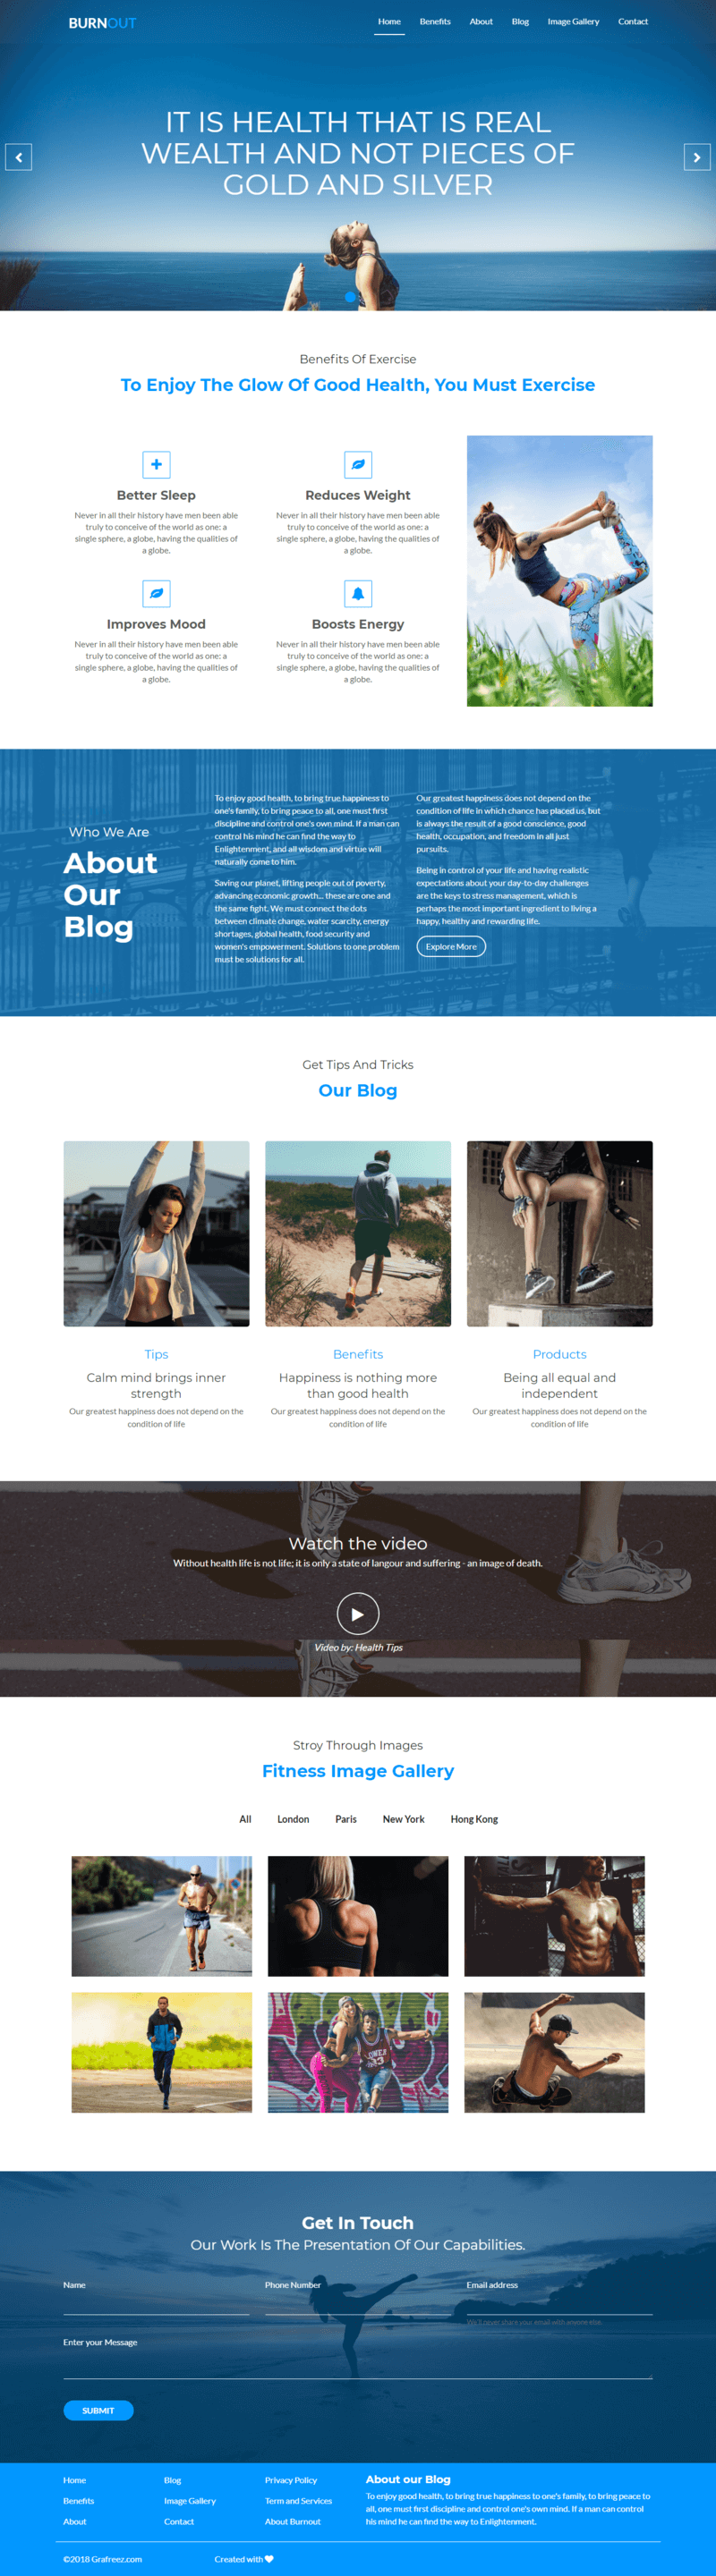 BURNOUT
Home Benefits About Blog Image Gallery Contact
IT IS HEALTH THAT IS REAL
WEALTH AND NOT PIECES OF
GOLD AND SILVER
Benefits Of Exercise
To Enjoy The Glow Of Good Health, You Must Exercise
Better Sleep
Never in all their history have men been able
truly to conceive of the world as one: a
single sphere, a globe, having the qualities of
a globe.
Reduces Weight
Never in all their history have men been able
truly to conceive of the world as one: a
single sphere, a globe, having the qualities of
a globe.
Improves Mood
Never in all their history have men been able
truly to conceive of the world as one: a
single sphere, a globe, having the qualities of
a globe.
Boosts Energy
Never in all their history have men been able
truly to conceive of the world as one: a
single sphere, a globe, having the qualities of
a globe.
Who We Are
About
Our
Blog
To enjoy good health, to bring true happiness to
one's family, to bring peace to all, one must first
discipline and control one's own mind. If a man can
control his mind he can find the way to
Enlightenment, and all wisdom and virtue will
naturally come to him.
Saving our planet, lifting people out of poverty,
advancing economic growth... these are one and
the same fight. We must connect the dots
between climate change, water scarcity, energy
shortages, global health, food security and
women's empowerment. Solutions to one problem
must be solutions for all.
Our greatest happiness does not depend on the
condition of life in which chance has placed us, but
is always the result of a good conscience, good
health, occupation, and freedom in all just
pursuits.
Being in control of your life and having realistic
expectations about your day-to-day challenges
are the keys to stress management, which is
perhaps the most important ingredient to living a
happy, healthy and rewarding life.
Explore More
Get Tips And Tricks
Our Blog
Tips
Calm mind brings inner
strength
Our greatest happiness does not depend on the
condition of life
Benefits
Happiness is nothing more
than good health
Our greatest happiness does not depend on the
condition of life
Products
Being all equal and
independent
Our greatest happiness does not depend on the
condition of life
Watch the video
Without health life is not life; it is only a state of langour and suffering - an image of death.
Video by: Health Tips
Stroy Through Images
Fitness Image Gallery
All London Paris New York Hong Kong
Get In Touch
Our Work Is The Presentation Of Our Capabilities.
Name
Phone Number
Email address
We'll never share your email with anyone else.
Enter your Message
SUBMIT
Home Blog Privacy Policy
Benefits Image Gallery Term and Services
About Contact About Burnout
About our Blog
To enjoy good health, to bring true happiness to one's family, to bring peace to
all, one must first discipline and control one's own mind. If a man can control
his mind he can find the way to Enlightenment.
©2018 Grafreez.com
Created with